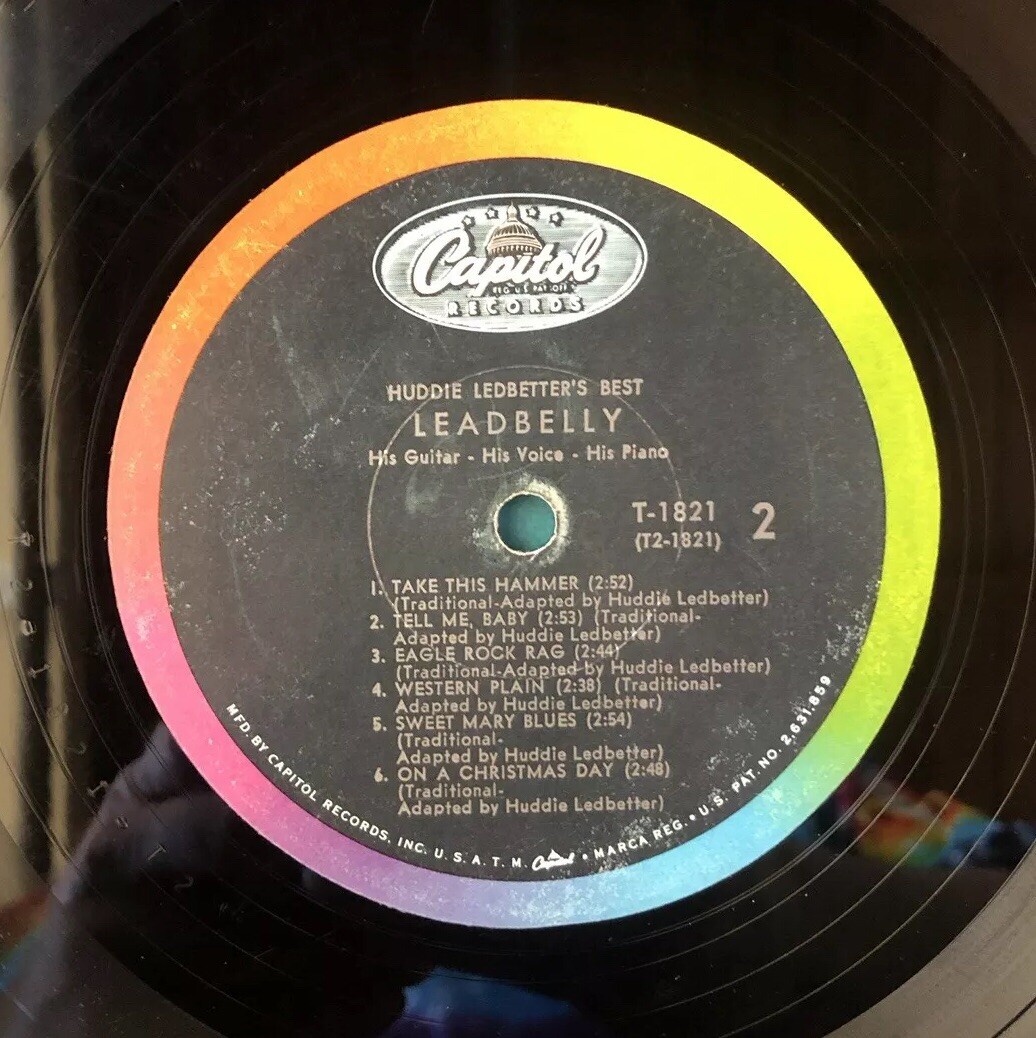 Capitol
REG. U.S. PAT. OFF.
RECORDS
HUDDIE LEDBETTER'S BEST
LEADBELLY
His Guitar - His Voice - His Piano
T-1821
(T2-1821)
2
1. TAKE THIS HAMMER (2:52)
(Traditional-Adapted by Huddie Ledbetter)
2. TELL ME, BABY (2:53) (Traditional-
Adapted by Huddie Ledbetter)
3. EAGLE ROCK RAG (2:44)
(Traditional-Adapted by Huddie Ledbetter)
4. WESTERN PLAIN (2:38) (Traditional-
Adapted by Huddie Ledbetter)
5. SWEET MARY BLUES (2:54)
(Traditional-
Adapted by Huddie Ledbetter)
6. ON A CHRISTMAS DAY (2:48)
(Traditional-
Adapted by Huddie Ledbetter)
MFD. BY CAPITOL RECORDS, INC. U. S. A. T. M. Capitol • MARCA REG. • U.S. PAT. NO. 2,631,859